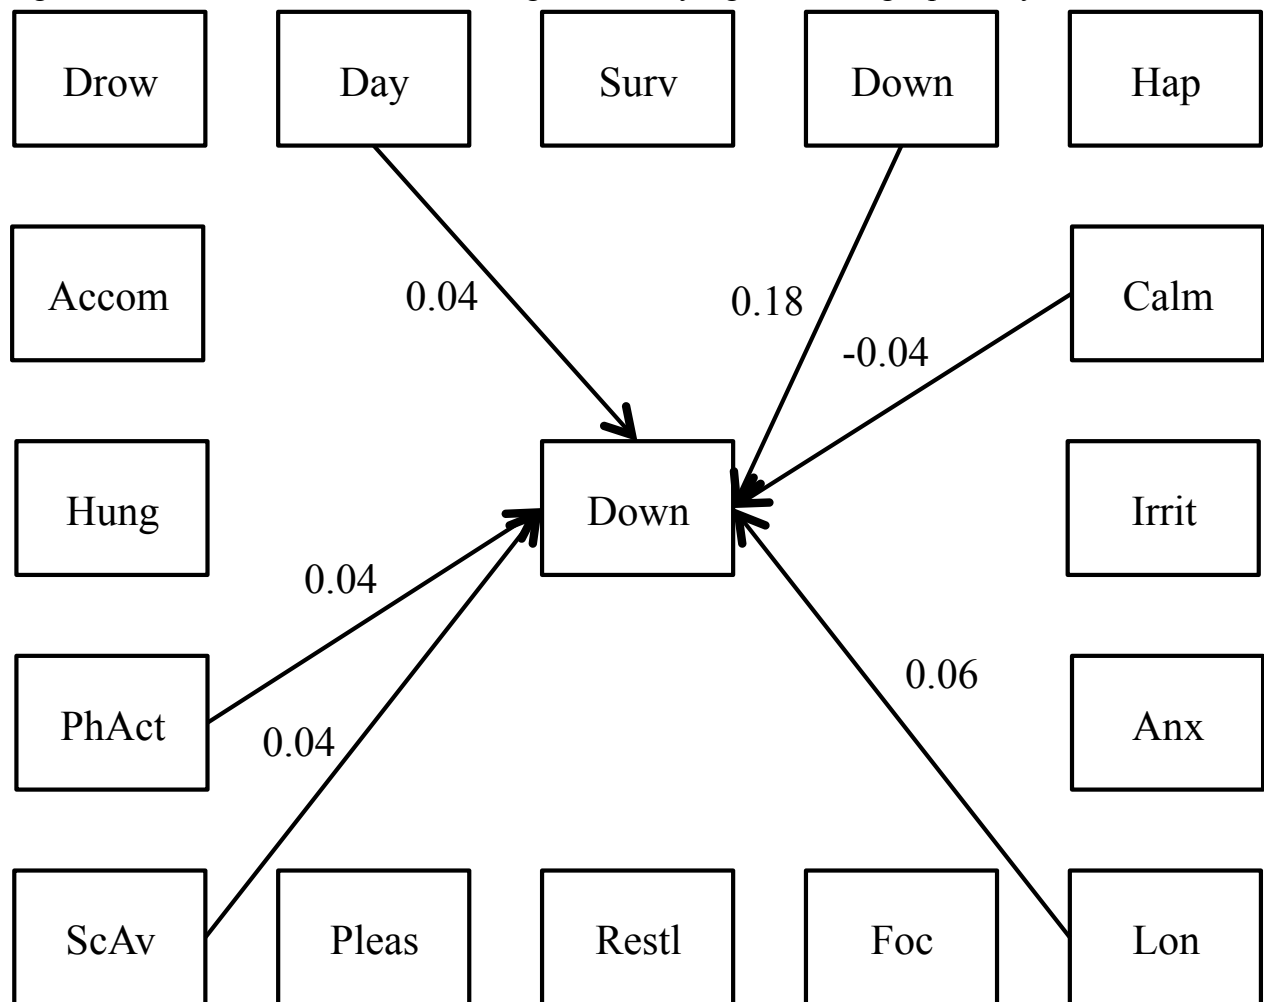 Drow Day Surv Down Hap
Accom 0.04 0.18 Calm
-0.04
Hung Down Irrit
0.04
0.06
PhAct 0.04 Anx
ScAv Pleas Restl Foc Lon